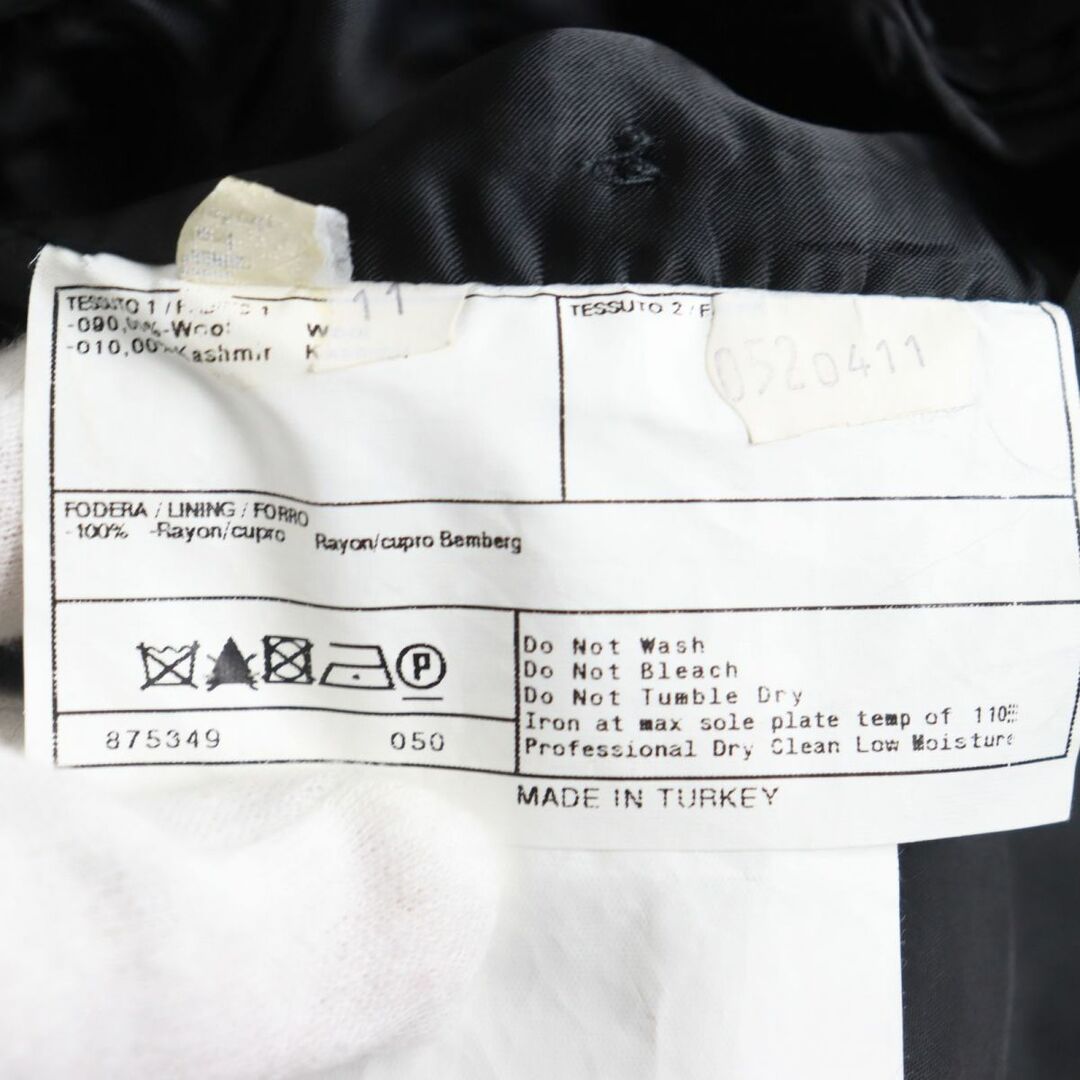 TESSUTO 1 / 1
-090,00%-Wool
-010,00%Kashmir
11
TESSUTO 2 / F
0520411
FODERA / LINING / FORRO
-100% -Rayon/cupro Rayon/cupro Bemberg
P
Do Not Wash
Do Not Bleach
Do Not Tumble Dry
Iron at max sole plate temp of 110
Professional Dry Clean Low Moisture
875349 050
MADE IN TURKEY